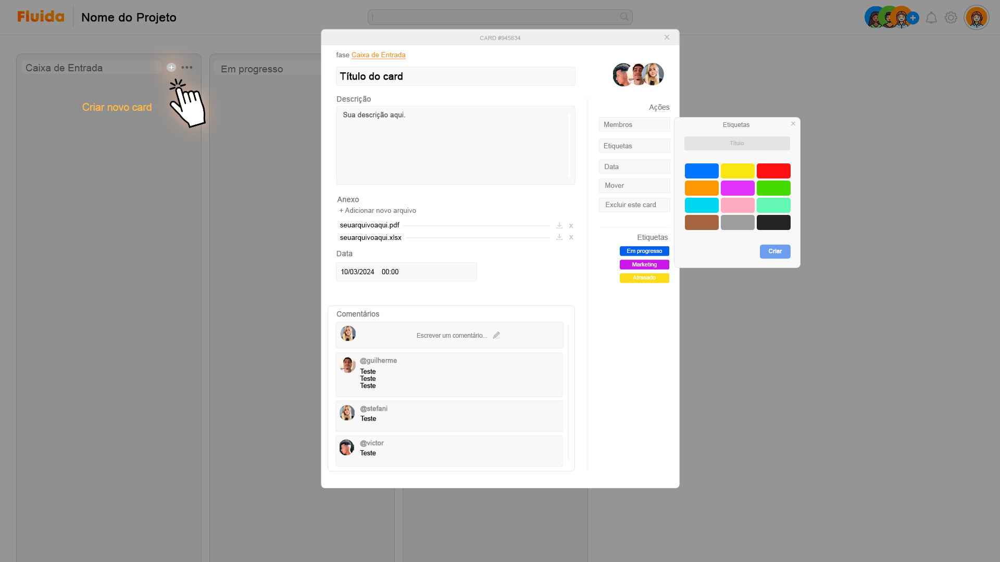 Fluida
Nome do Projeto
Caixa de Entrada
Em progresso
Criar novo card
CARD #945634
fase Caixa de Entrada
Título do card
Descrição
Sua descrição aqui.
Anexo
+ Adicionar novo arquivo
seuarquivoaqui.pdf
x
seuarquivoaqui.xlsx
x
Data
10/03/2024 00:00
Comentários
Escrever um comentário...
@guilherme
Teste
Teste
Teste
@stefani
Teste
@victor
Teste
Ações
Membros
Etiquetas
Data
Mover
Excluir este card
Etiquetas
Em progresso
Marketing
Atrasado
Etiquetas
Título
Criar